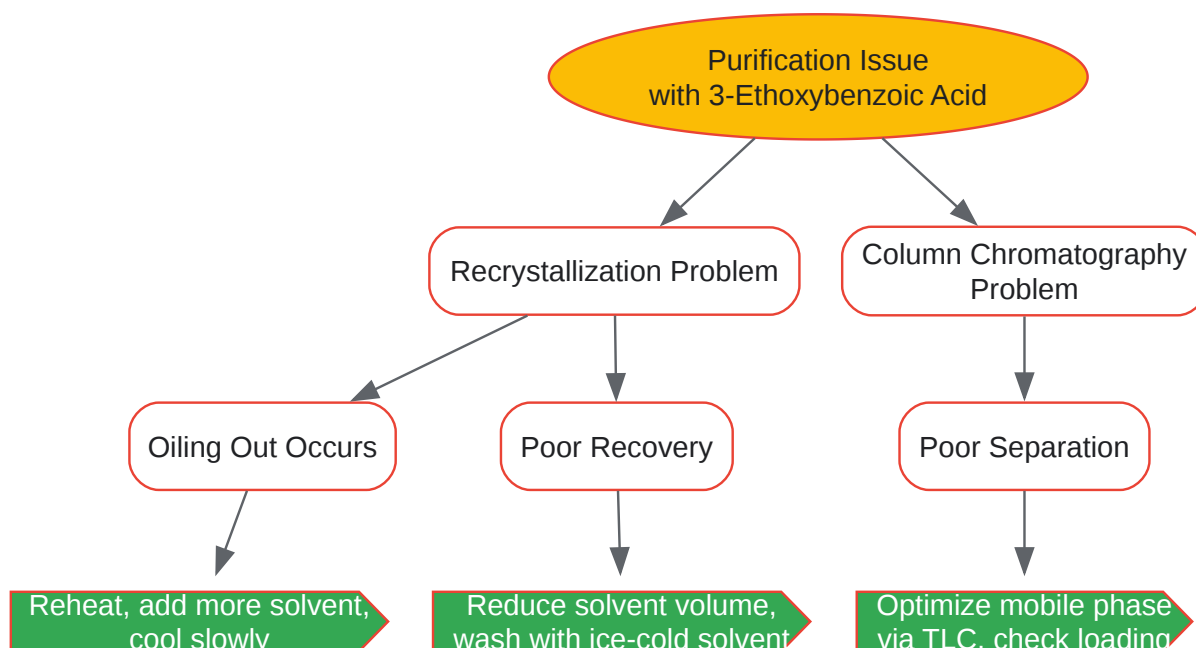 Purification Issue
with 3-Ethoxybenzoic Acid
Recrystallization Problem
Column Chromatography
Problem
Oiling Out Occurs
Poor Recovery
Poor Separation
Reheat, add more solvent,
cool slowly
Reduce solvent volume,
wash with ice-cold solvent
Optimize mobile phase
via TLC, check loading